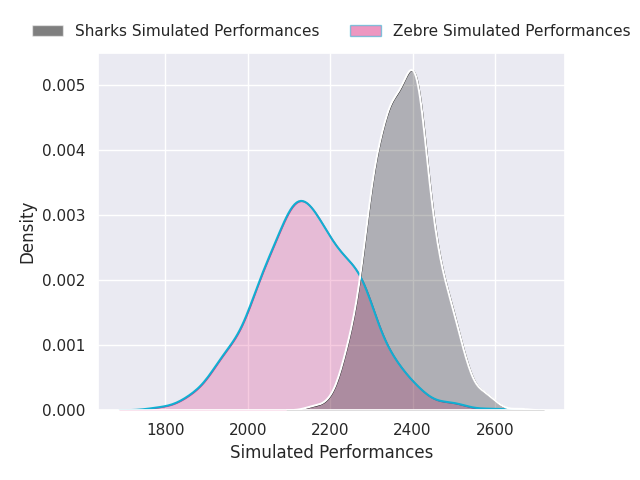 Sharks Simulated Performances Zebre Simulated Performances
0.005
0.004
0.003
0.002
0.001
0.000
Density
1800 2000 2200 2400 2600
Simulated Performances